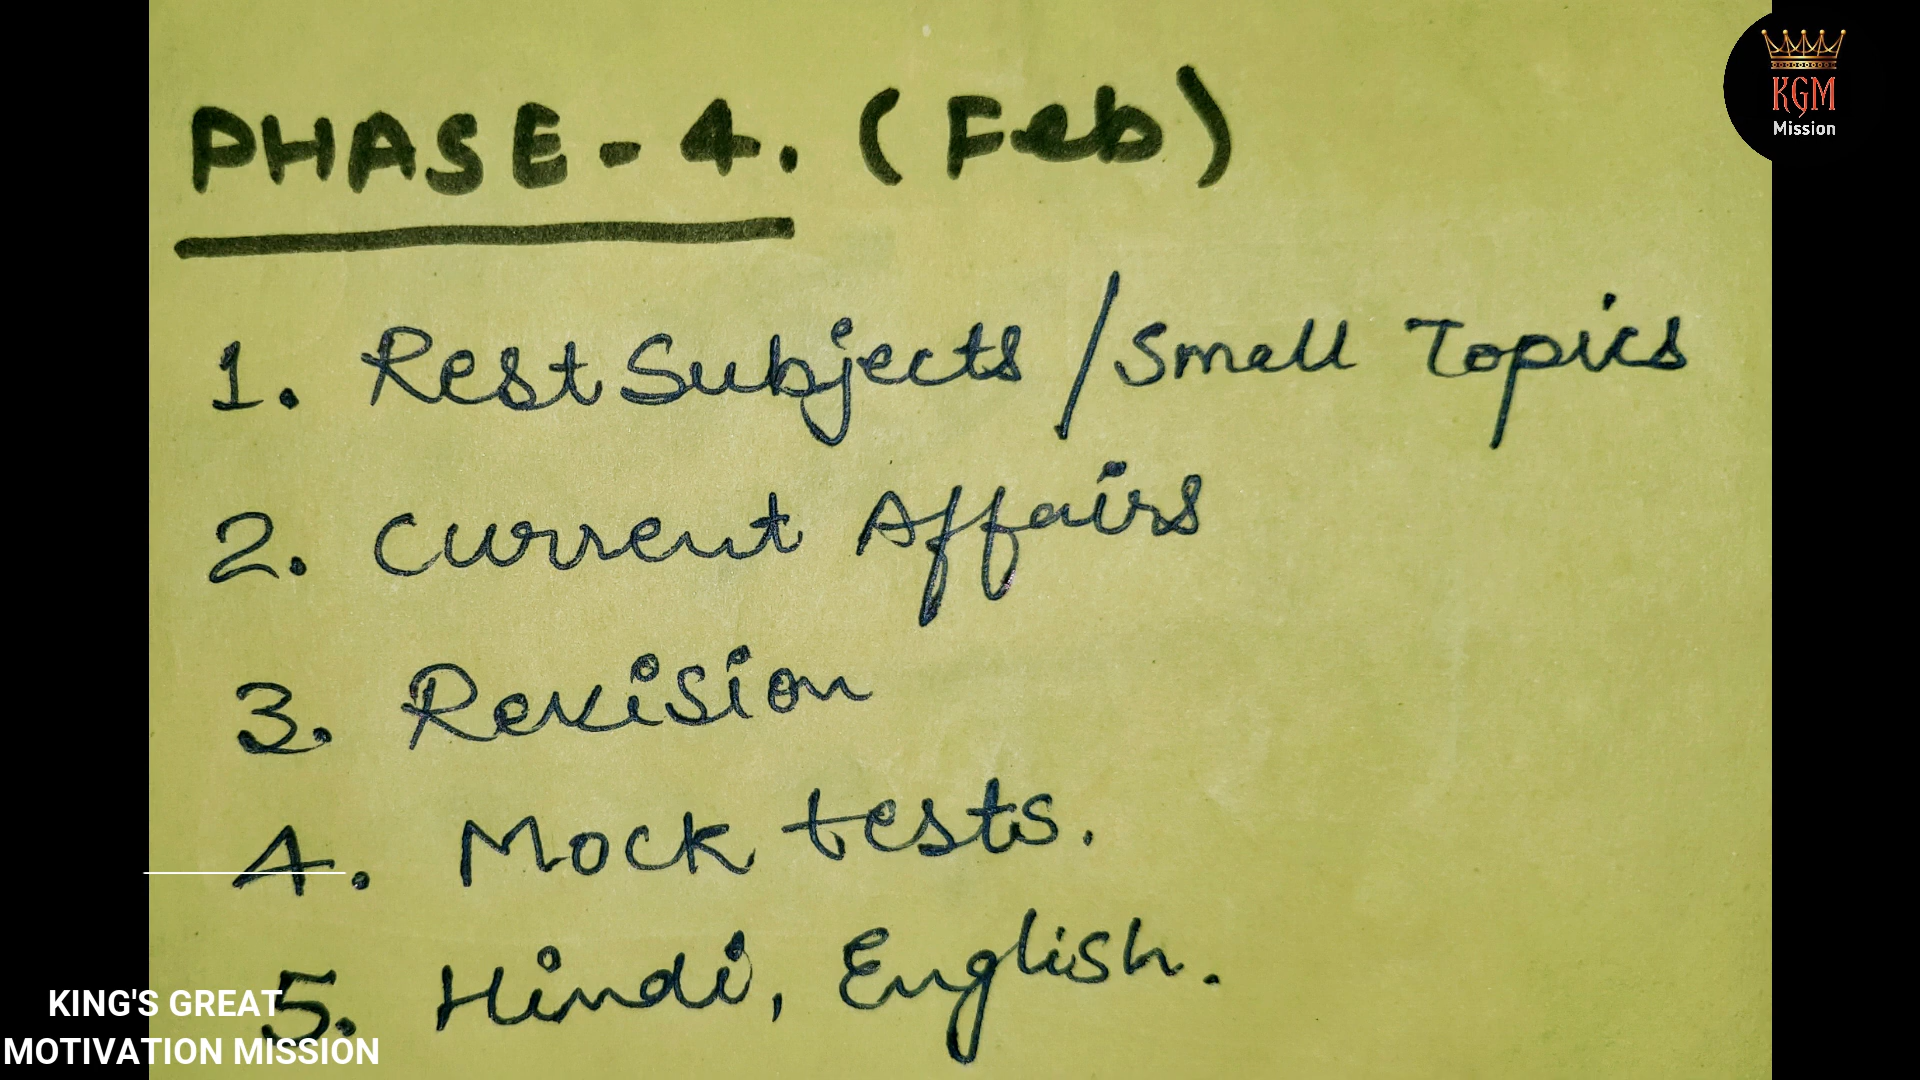 PHASE-4. (Feb)
1. Rest Subjects / Small Topics
2. Current Affairs
3. Revision
4. Mock tests.
5. Hindi, English.
KGM
Mission
KING'S GREAT
MOTIVATION MISSION